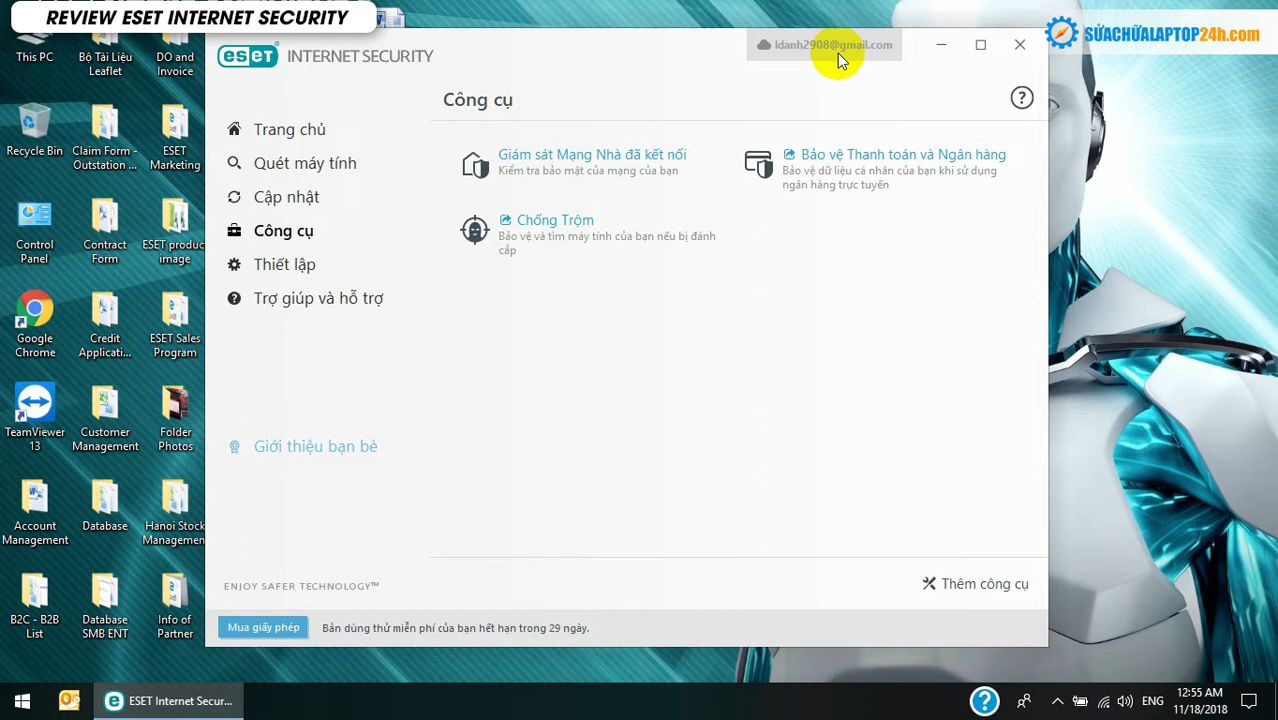 REVIEW ESET INTERNET SECURITY
SỬACHỮALAPTOP24h.com
This PC
Bộ Tài Liệu
Leaflet
DO and
Invoice
Recycle Bin
Claim Form -
Outstation ...
ESET
Marketing
Control
Panel
Contract
Form
ESET produc
image
Google
Chrome
Credit
Applicati...
ESET Sales
Program
TeamViewer
13
Customer
Management
Folder
Photos
Account
Management
Database
Hanoi Stock
Managemen
B2C - B2B
List
Database
SMB ENT
Info of
Partner
eset INTERNET SECURITY
ldanh2908@gmail.com
Trang chủ
Quét máy tính
Cập nhật
Công cụ
Thiết lập
Trợ giúp và hỗ trợ
Giới thiệu bạn bè
ENJOY SAFER TECHNOLOGY™
Công cụ
?
Giám sát Mạng Nhà đã kết nối
Kiểm tra bảo mật của mạng của bạn
Bảo vệ Thanh toán và Ngân hàng
Bảo vệ dữ liệu cá nhân của bạn khi sử dụng
ngân hàng trực tuyến
Chống Trộm
Bảo vệ và tìm máy tính của bạn nếu bị đánh
cắp
Thêm công cụ
Mua giấy phép
Bản dùng thử miễn phí của bạn hết hạn trong 29 ngày.
ESET Internet Secur...
?
ENG
12:55 AM
11/18/2018